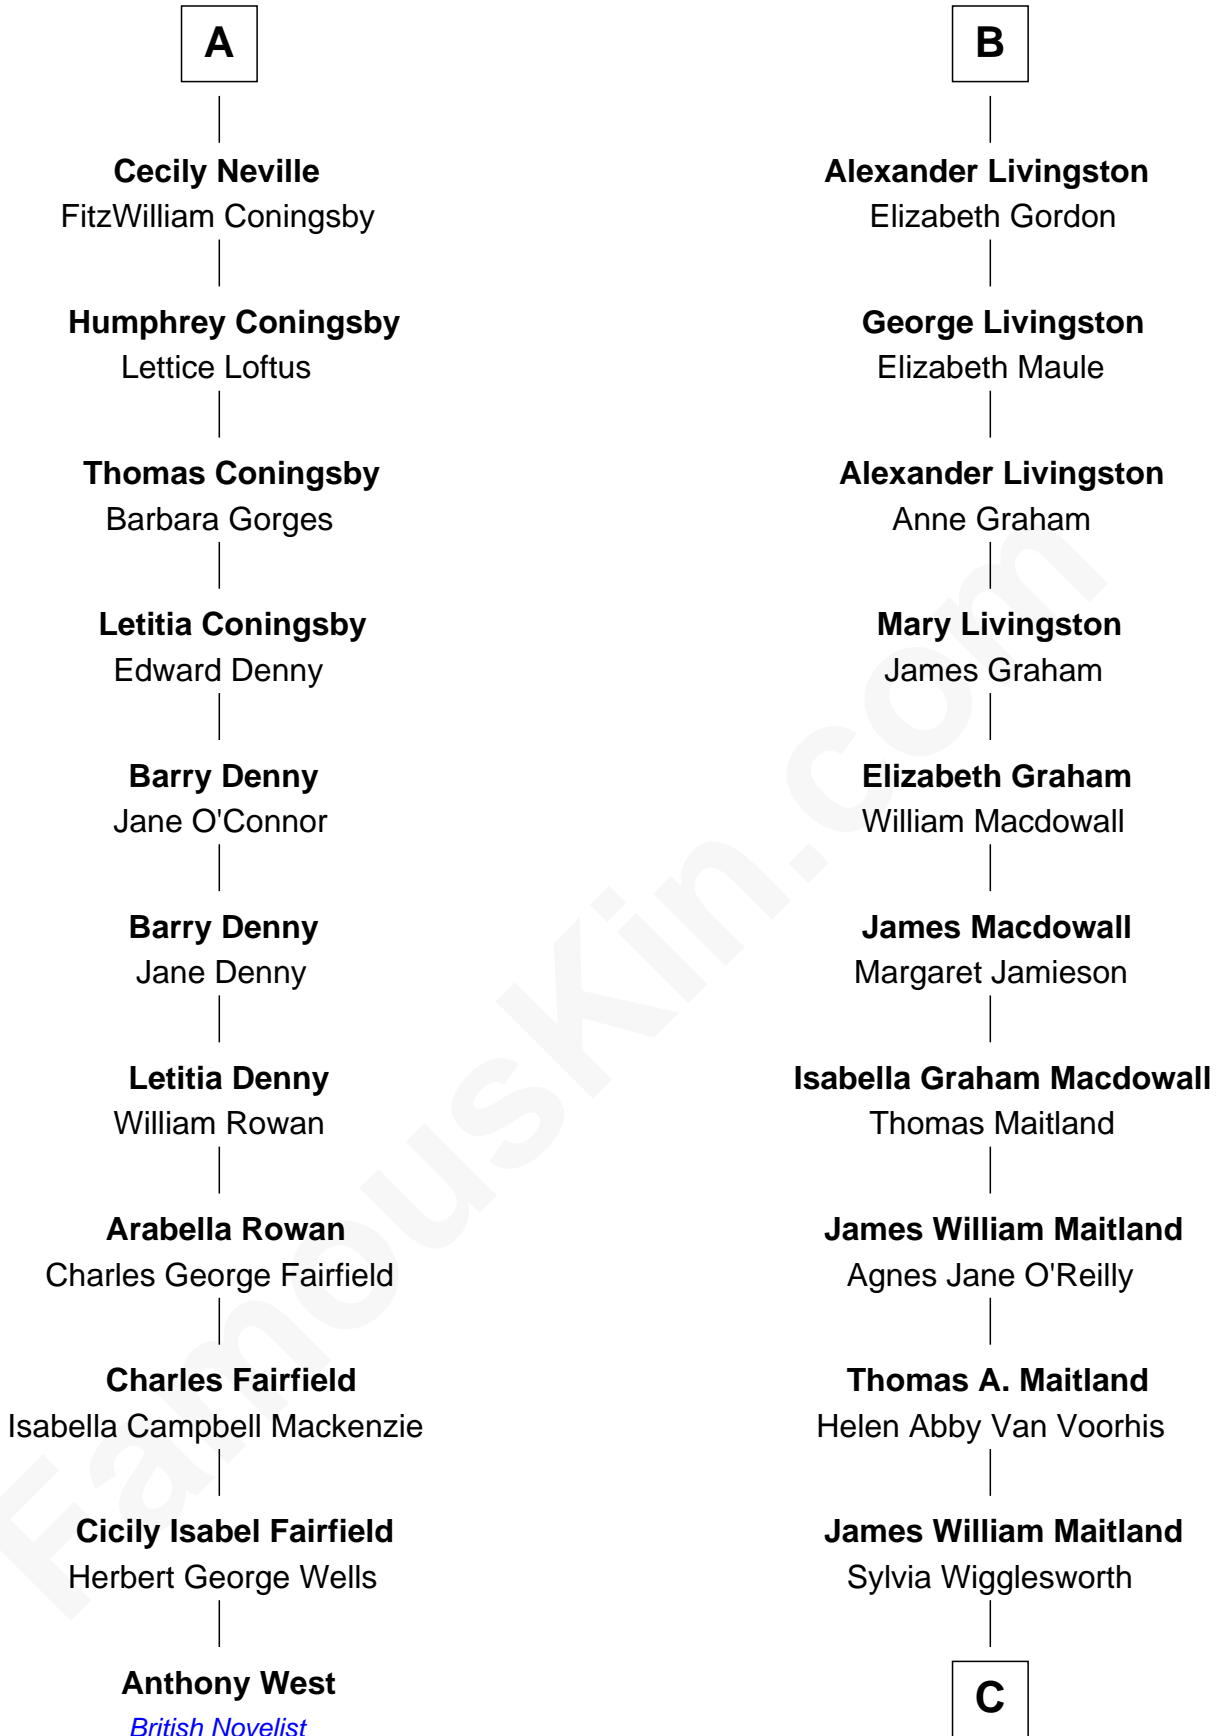 A
Cecily Neville
FitzWilliam Coningsby
Humphrey Coningsby
Lettice Loftus
Thomas Coningsby
Barbara Gorges
Letitia Coningsby
Edward Denny
Barry Denny
Jane O'Connor
Barry Denny
Jane Denny
Letitia Denny
William Rowan
Arabella Rowan
Charles George Fairfield
Charles Fairfield
Isabella Campbell Mackenzie
Cicily Isabel Fairfield
Herbert George Wells
Anthony West
British Novelist
B
Alexander Livingston
Elizabeth Gordon
George Livingston
Elizabeth Maule
Alexander Livingston
Anne Graham
Mary Livingston
James Graham
Elizabeth Graham
William Macdowall
James Macdowall
Margaret Jamieson
Isabella Graham Macdowall
Thomas Maitland
James William Maitland
Agnes Jane O'Reilly
Thomas A. Maitland
Helen Abby Van Voorhis
James William Maitland
Sylvia Wigglesworth
C
FamousKin.com